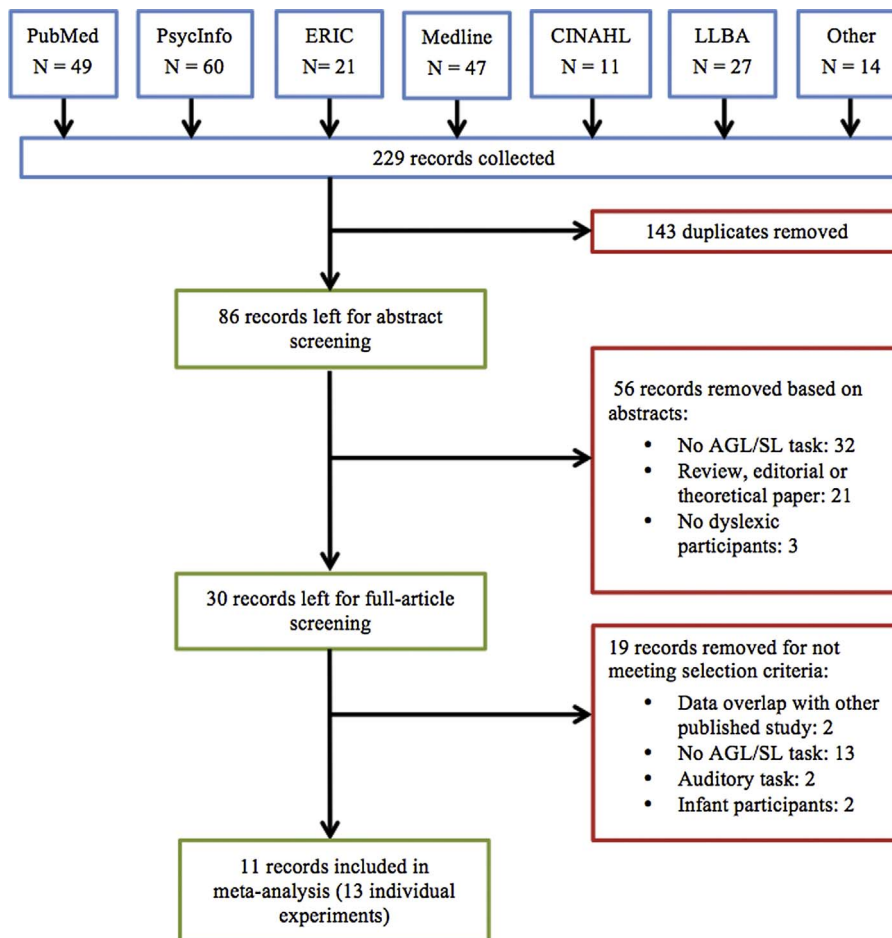 PubMed
N = 49
PsycInfo
N = 60
ERIC
N= 21
Medline
N = 47
CINAHL
N = 11
LLBA
N = 27
Other
N = 14
229 records collected
143 duplicates removed
86 records left for abstract
screening
56 records removed based on
abstracts:
• No AGL/SL task: 32
• Review, editorial or
theoretical paper: 21
• No dyslexic
participants: 3
30 records left for full-article
screening
19 records removed for not
meeting selection criteria:
• Data overlap with other
published study: 2
• No AGL/SL task: 13
• Auditory task: 2
• Infant participants: 2
11 records included in
meta-analysis (13 individual
experiments)